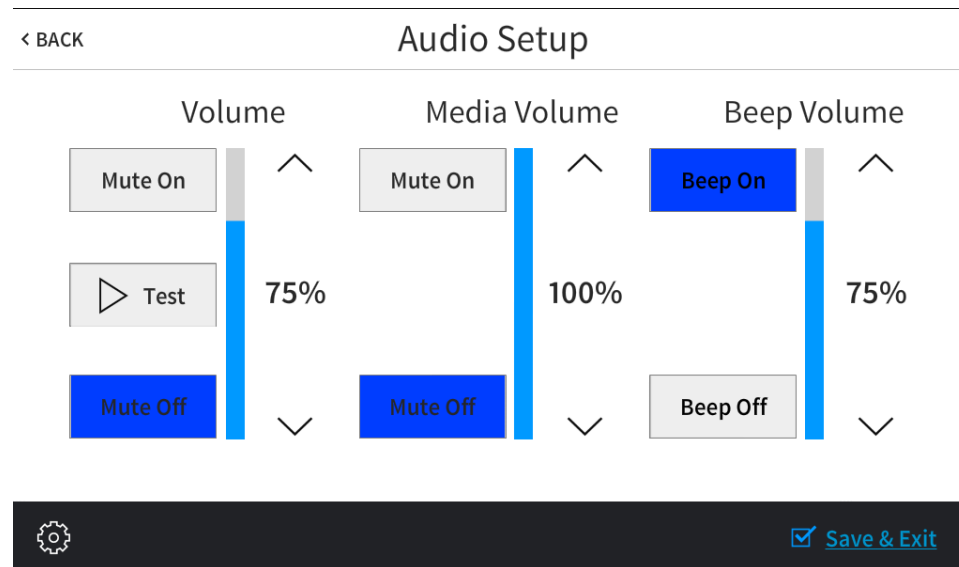 < BACK
Audio Setup
Volume
Media Volume
Beep Volume
Mute On
Mute On
Beep On
Test
75%
100%
75%
Mute Off
Mute Off
Beep Off
Save & Exit